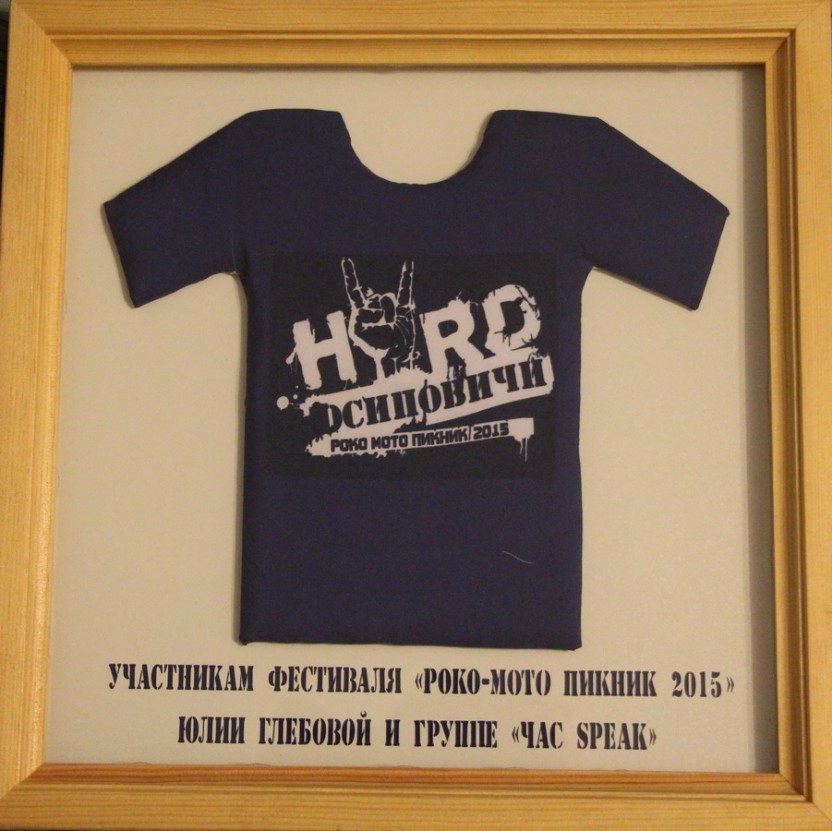 HARD
ОСИПОВИЧИ
РОКО МОТО ПИКНИК 2015
УЧАСТНИКАМ ФЕСТИВАЛЯ «РОКО-МОТО ПИКНИК 2015»
ЮЛИИ ГЛЕБОВОЙ И ГРУППЕ «ЧАС SPEAK»